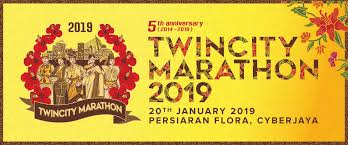 2019
TWINCITY MARATHON
5th anniversary
(2014 - 2019)
TWINCITY
MARATHON
2019
20TH JANUARY 2019
PERSIARAN FLORA, CYBERJAYA